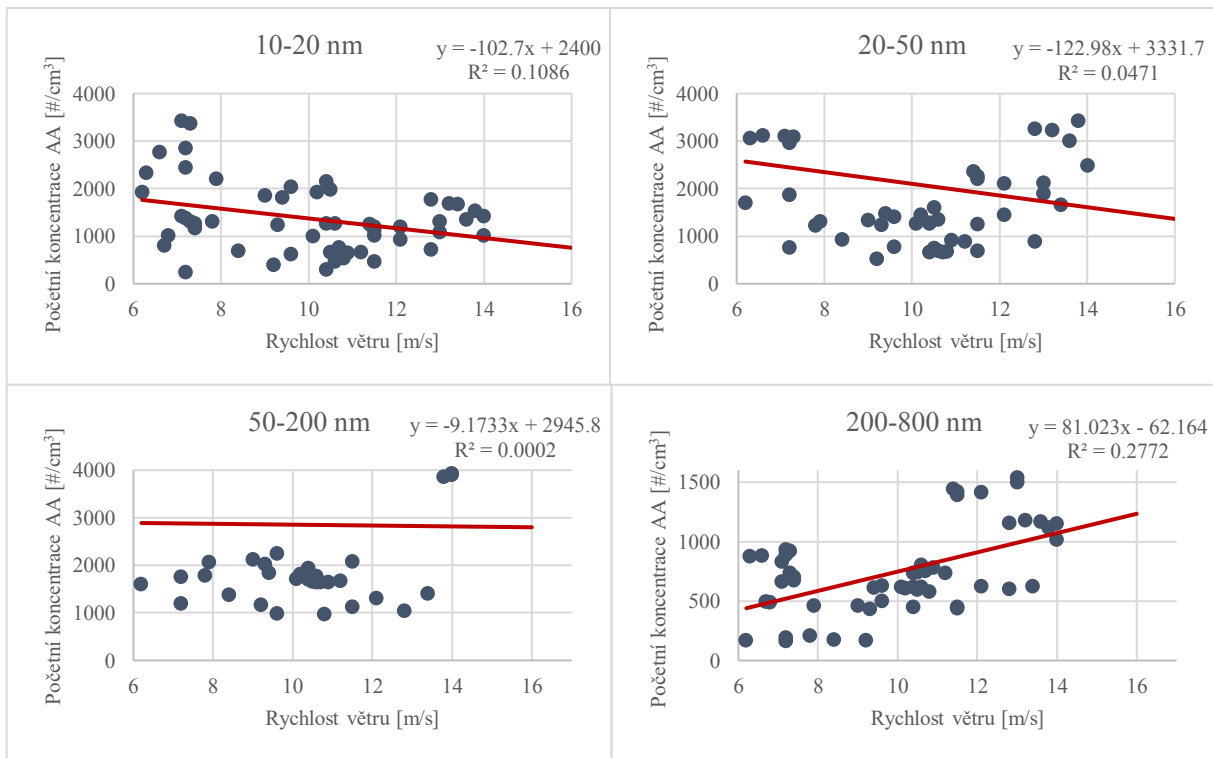 10-20 nm
y = -102.7x + 2400
R² = 0.1086
Početní koncentrace AA [#/cm³]
4000
3000
2000
1000
0
6 8 10 12 14 16
Rychlost větru [m/s]
20-50 nm
y = -122.98x + 3331.7
R² = 0.0471
Početní koncentrace AA [#/cm³]
4000
3000
2000
1000
0
6 8 10 12 14 16
Rychlost větru [m/s]
50-200 nm
y = -9.1733x + 2945.8
R² = 0.0002
Početní koncentrace AA [#/cm³]
4000
3000
2000
1000
0
6 8 10 12 14 16
Rychlost větru [m/s]
200-800 nm
y = 81.023x - 62.164
R² = 0.2772
Početní koncentrace AA [#/cm³]
1500
1000
500
0
6 8 10 12 14 16
Rychlost větru [m/s]